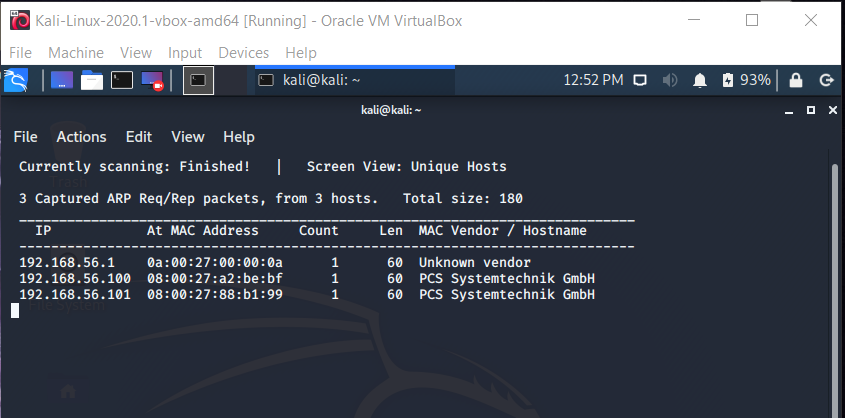 Kali-Linux-2020.1-vbox-amd64 [Running] - Oracle VM VirtualBox
File Machine View Input Devices Help
kali@kali: ~ 12:52 PM 93%
kali@kali: ~
File Actions Edit View Help
Currently scanning: Finished! | Screen View: Unique Hosts
3 Captured ARP Req/Rep packets, from 3 hosts. Total size: 180
IP At MAC Address Count Len MAC Vendor / Hostname
192.168.56.1 0a:00:27:00:00:0a 1 60 Unknown vendor
192.168.56.100 08:00:27:a2:be:bf 1 60 PCS Systemtechnik GmbH
192.168.56.101 08:00:27:88:b1:99 1 60 PCS Systemtechnik GmbH
File System